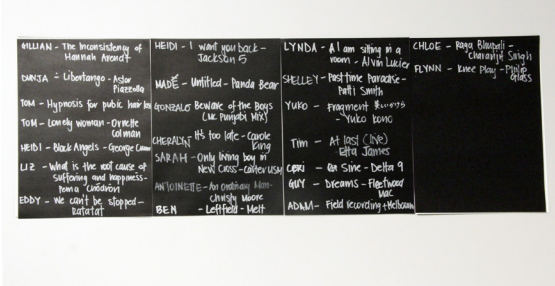 GILLIAN - The Inconsistency of
Hannah Arendt
DUNJA - Libertango - Astor
Piazzolla
TOM - Hypnosis for pubic hair loss
TOM - Lonely woman - Ornette
Colman
HEIDI - Black Angels - George Crumb
LIZ - What is the root cause of
suffering and happiness -
Pema Chodron
EDDY - We can't be stopped -
Ratatat
HEIDI - I want you back -
Jackson 5
MADÉ - Untitled - Panda Bear
GONZALO Beware of the Boys
(UK Punjabi Mix)
CHERALYN - It's too late - Carole
King
SARAH - Only living boy in
New Cross - Carter USM
ANTOINETTE - An ordinary Man -
Christy Moore
BEN - Leftfield - Melt
LYNDA - I am sitting in a
room - Alvin Lucier
SHELLEY - Pastime Paradise -
Patti Smith
YUKO - Fragment
- Yuko Kono
TIM - At last (live)
Etta James
CERI - Sine - Delta 9
GUY - Dreams - Fleetwood
Mac
ADAM - Field recording
CHLOE - Raga Bhupali -
Charanjit Singh
FLYNN - Knee Play - Philip
Glass